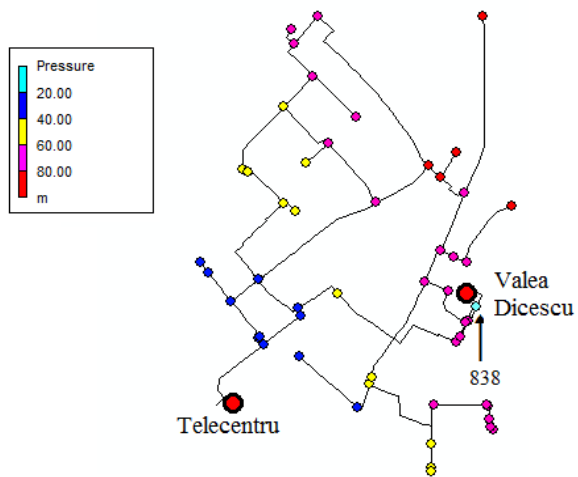 Pressure
20.00
40.00
60.00
80.00
m
Valea
Dicescu
838
Telecentru